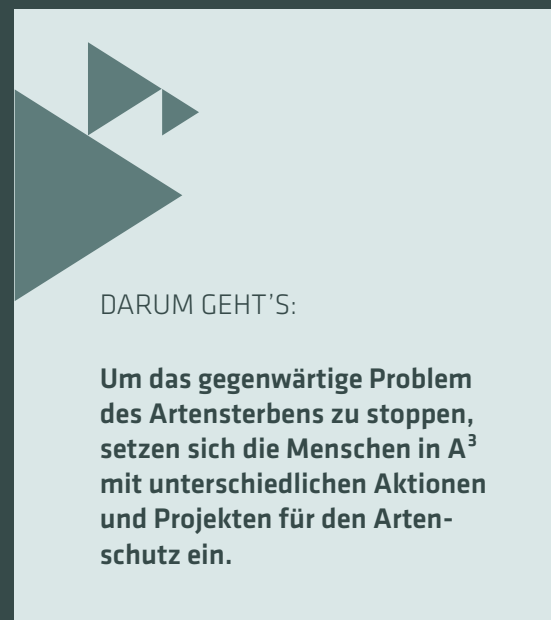 DARUM GEHT’S:
Um das gegenwärtige Problem
des Artensterbens zu stoppen,
setzen sich die Menschen in A³
mit unterschiedlichen Aktionen
und Projekten für den Arten-
schutz ein.